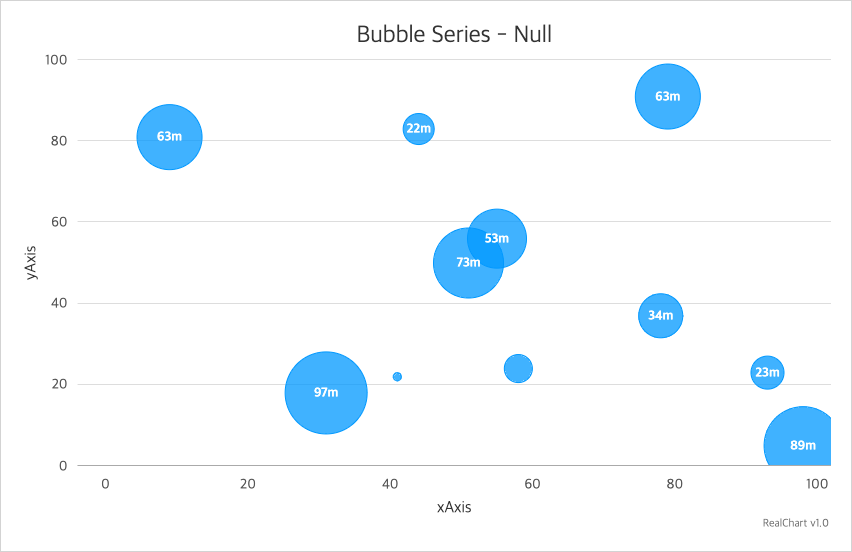 Bubble Series - Null
100
80
60
40
20
0
yAxis
63m
22m
63m
53m
73m
34m
97m
23m
89m
0 20 40 60 80 100
xAxis
RealChart v1.0